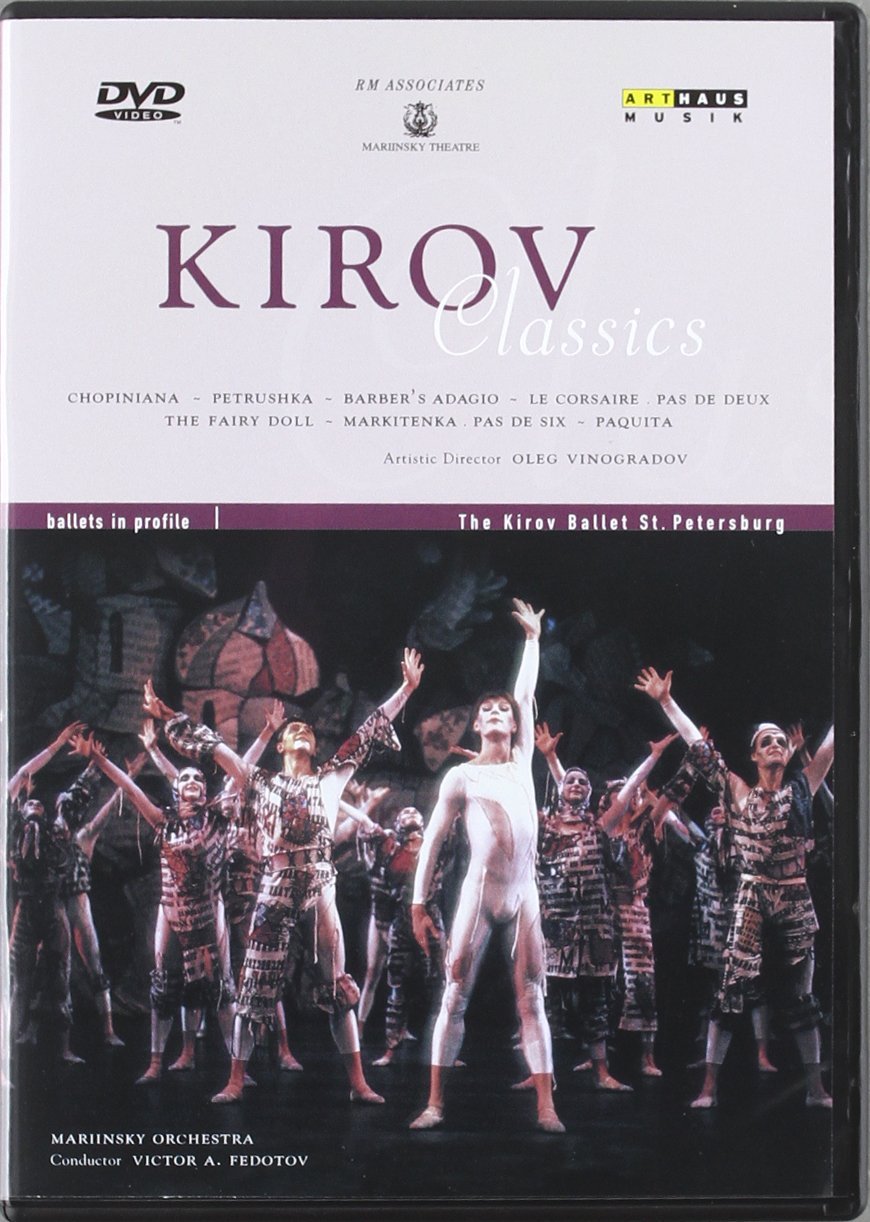 DVD
VIDEO
TM
RM ASSOCIATES
MARIINSKY THEATRE
ARTHAUS
MUSIK
KIROV
Classics
CHOPINIANA ~ PETRUSHKA ~ BARBER'S ADAGIO ~ LE CORSAIRE . PAS DE DEUX
THE FAIRY DOLL ~ MARKITENKA . PAS DE SIX ~ PAQUITA
Artistic Director OLEG VINOGRADOV
ballets in profile
The Kirov Ballet St. Petersburg
MARIINSKY ORCHESTRA
Conductor VICTOR A. FEDOTOV